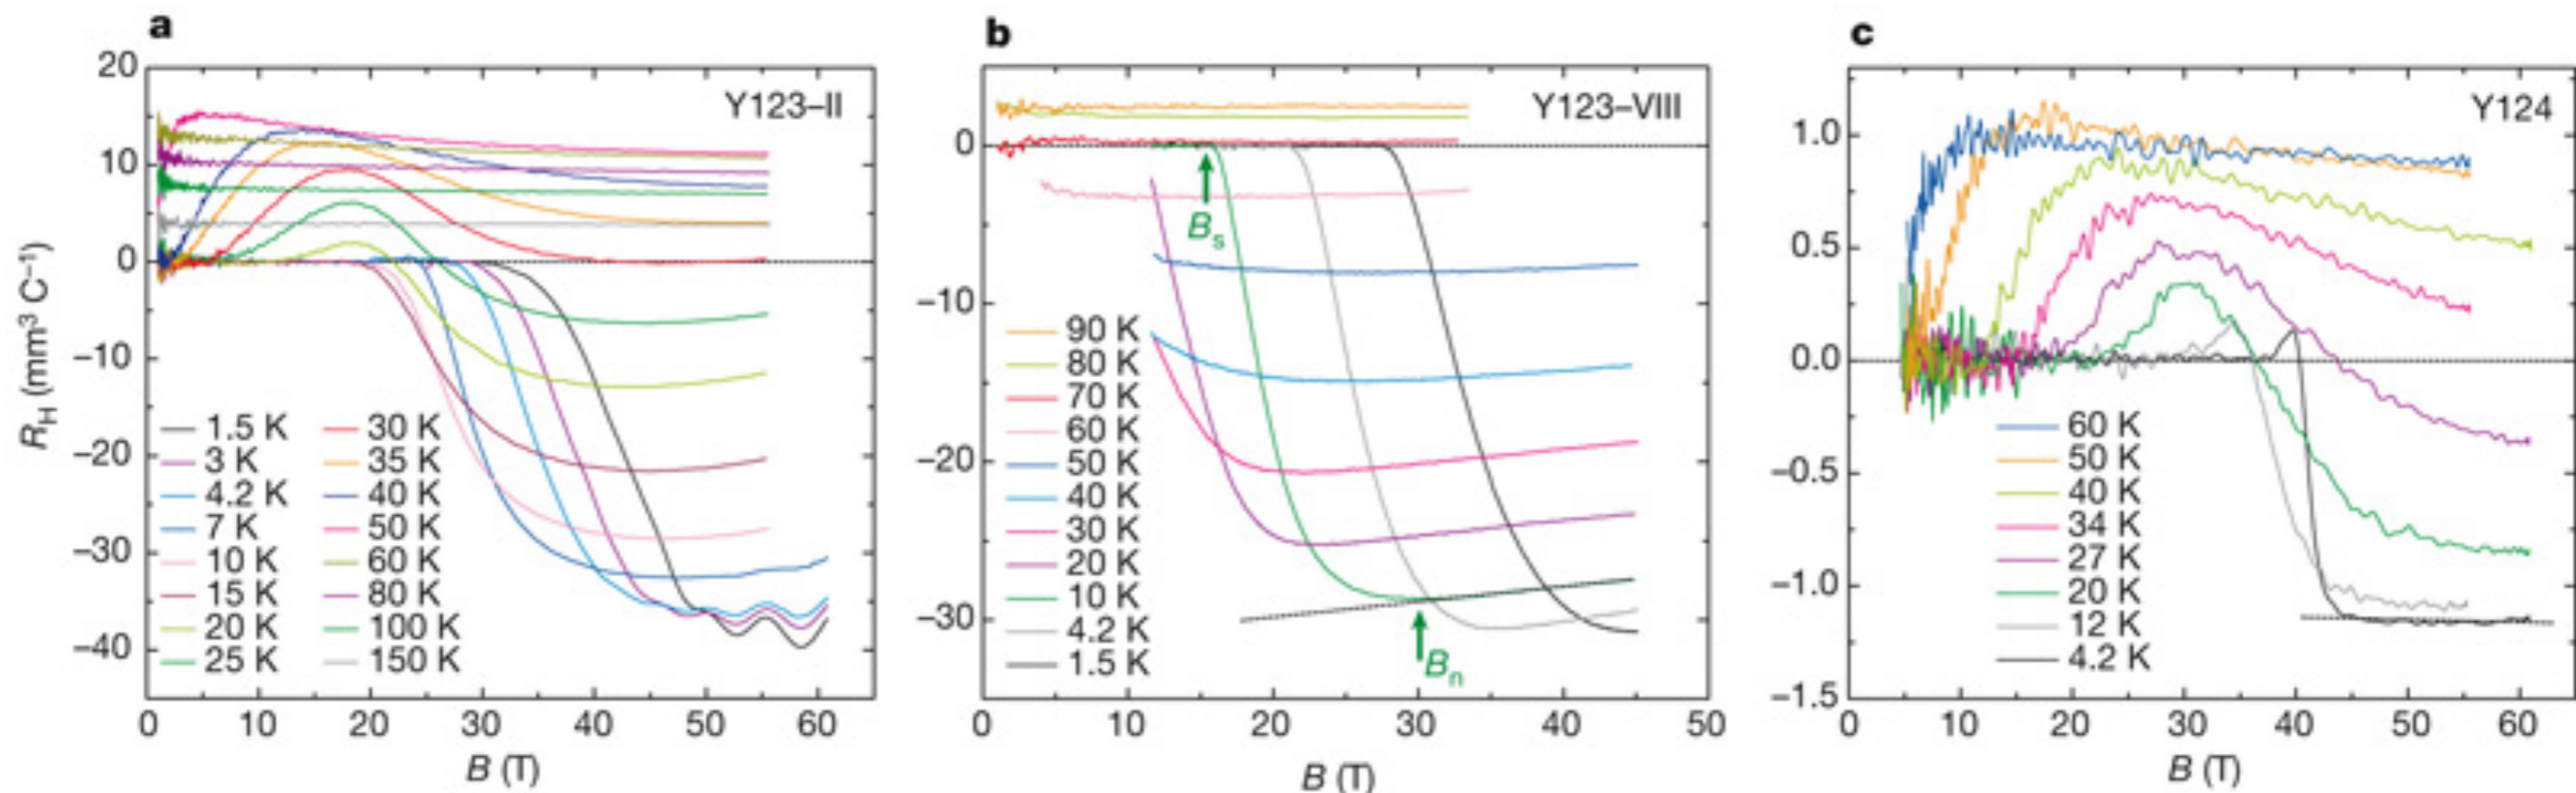 a
b
c
20
10
0
−10
−20
−30
−40
R_H (mm³ C⁻¹)
Y123–II
1.5 K
3 K
4.2 K
7 K
10 K
15 K
20 K
25 K
30 K
35 K
40 K
50 K
60 K
80 K
100 K
150 K
0 10 20 30 40 50 60
B (T)
Y123–VIII
0
−10
−20
−30
B_s
B_n
90 K
80 K
70 K
60 K
50 K
40 K
30 K
20 K
10 K
4.2 K
1.5 K
0 10 20 30 40 50
B (T)
Y124
1.0
0.5
0.0
−0.5
−1.0
−1.5
60 K
50 K
40 K
34 K
27 K
20 K
12 K
4.2 K
0 10 20 30 40 50 60
B (T)